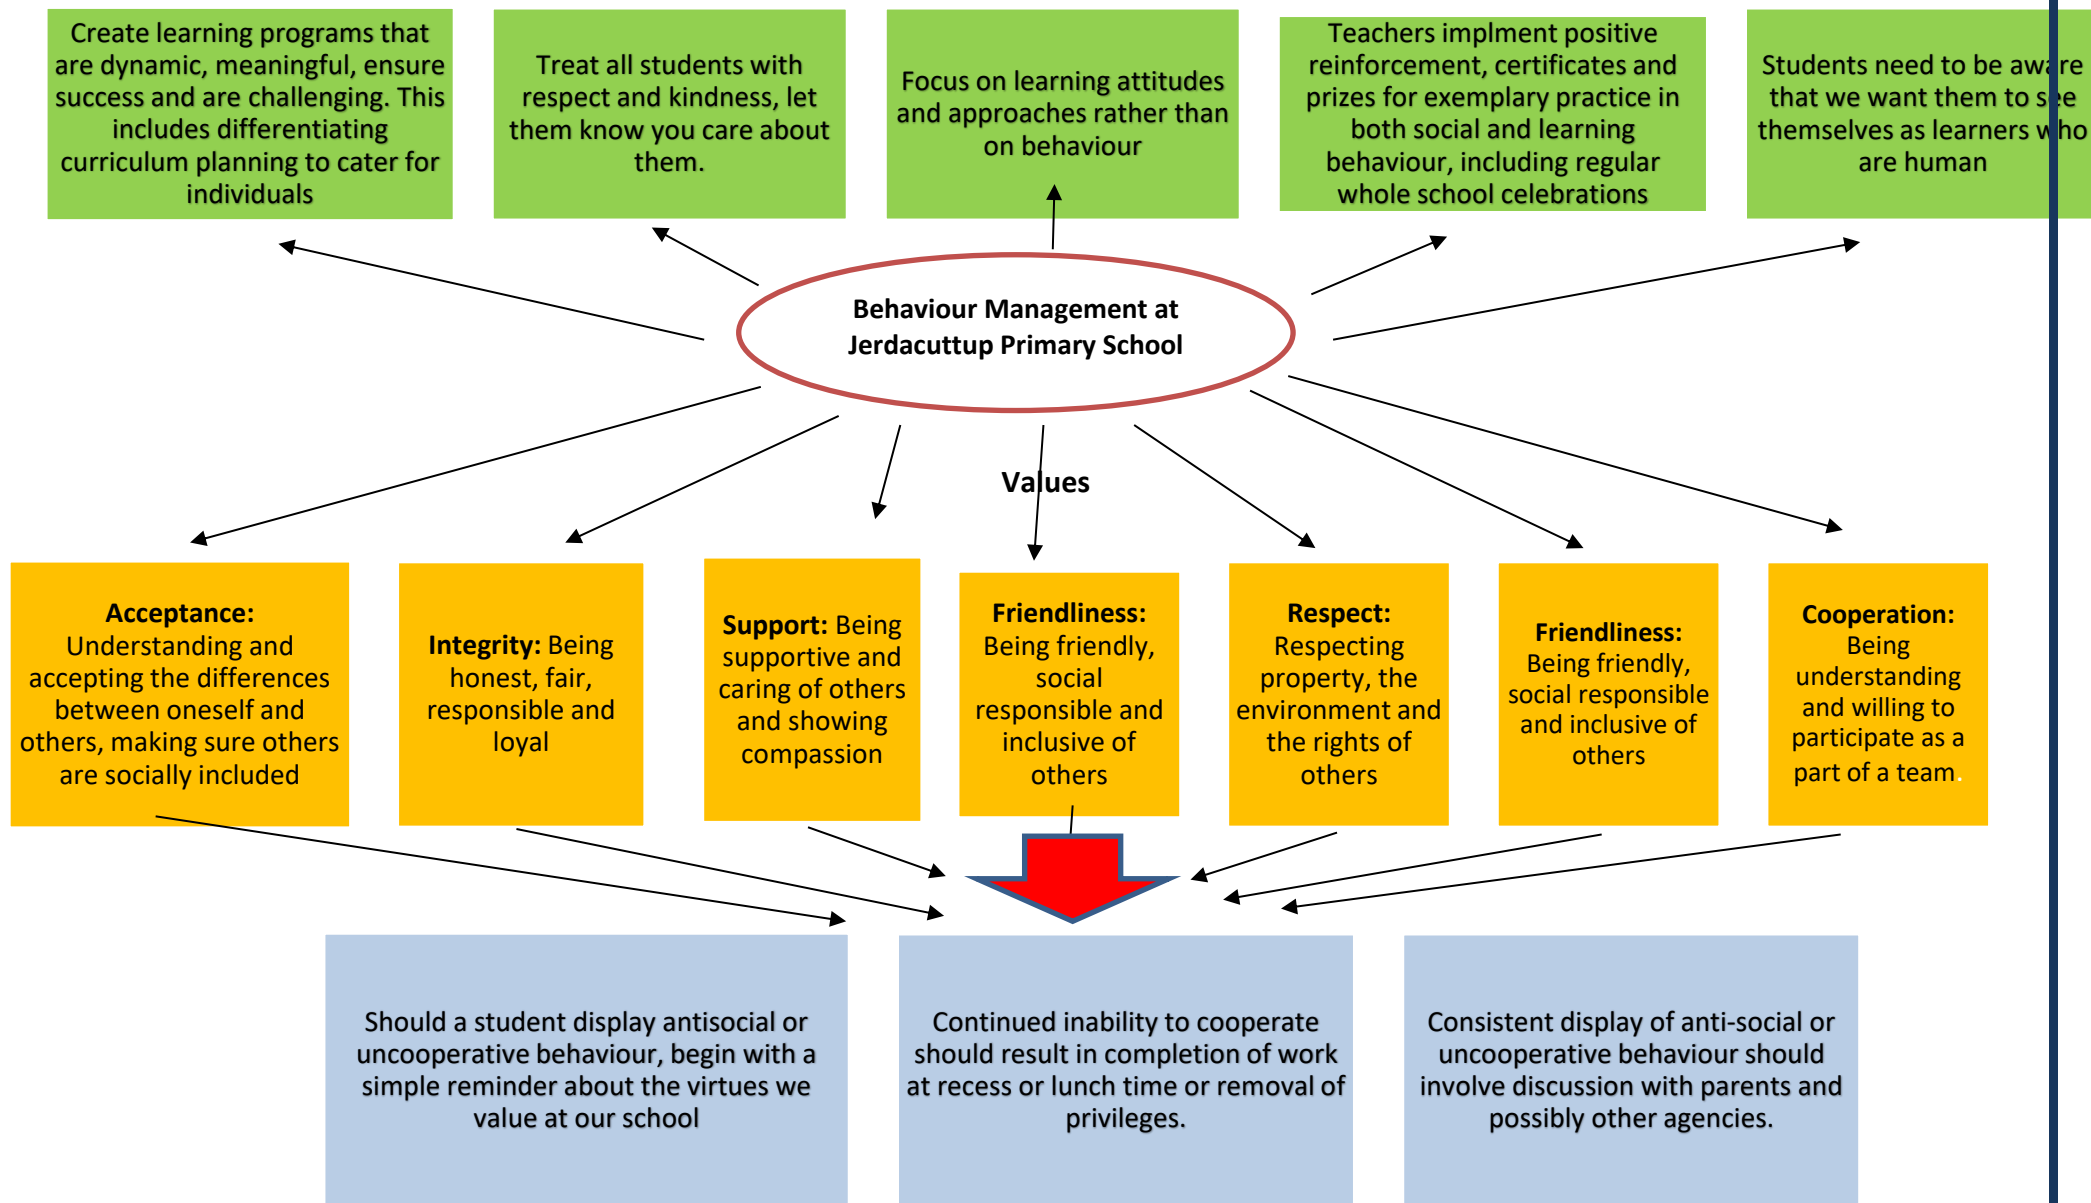 Create learning programs that
are dynamic, meaningful, ensure
success and are challenging. This
includes differentiating
curriculum planning to cater for
individuals
Treat all students with
respect and kindness, let
them know you care about
them.
Focus on learning attitudes
and approaches rather than
on behaviour
Teachers implment positive
reinforcement, certificates and
prizes for exemplary practice in
both social and learning
behaviour, including regular
whole school celebrations
Students need to be aware
that we want them to see
themselves as learners who
are human
Behaviour Management at
Jerdacuttup Primary School
Values
Acceptance:
Understanding and
accepting the differences
between oneself and
others, making sure others
are socially included
Integrity: Being
honest, fair,
responsible and
loyal
Support: Being
supportive and
caring of others
and showing
compassion
Friendliness:
Being friendly,
social
responsible and
inclusive of
others
Respect:
Respecting
property, the
environment and
the rights of
others
Friendliness:
Being friendly,
social responsible
and inclusive of
others
Cooperation:
Being
understanding
and willing to
participate as a
part of a team.
Should a student display antisocial or
uncooperative behaviour, begin with a
simple reminder about the virtues we
value at our school
Continued inability to cooperate
should result in completion of work
at recess or lunch time or removal of
privileges.
Consistent display of anti-social or
uncooperative behaviour should
involve discussion with parents and
possibly other agencies.